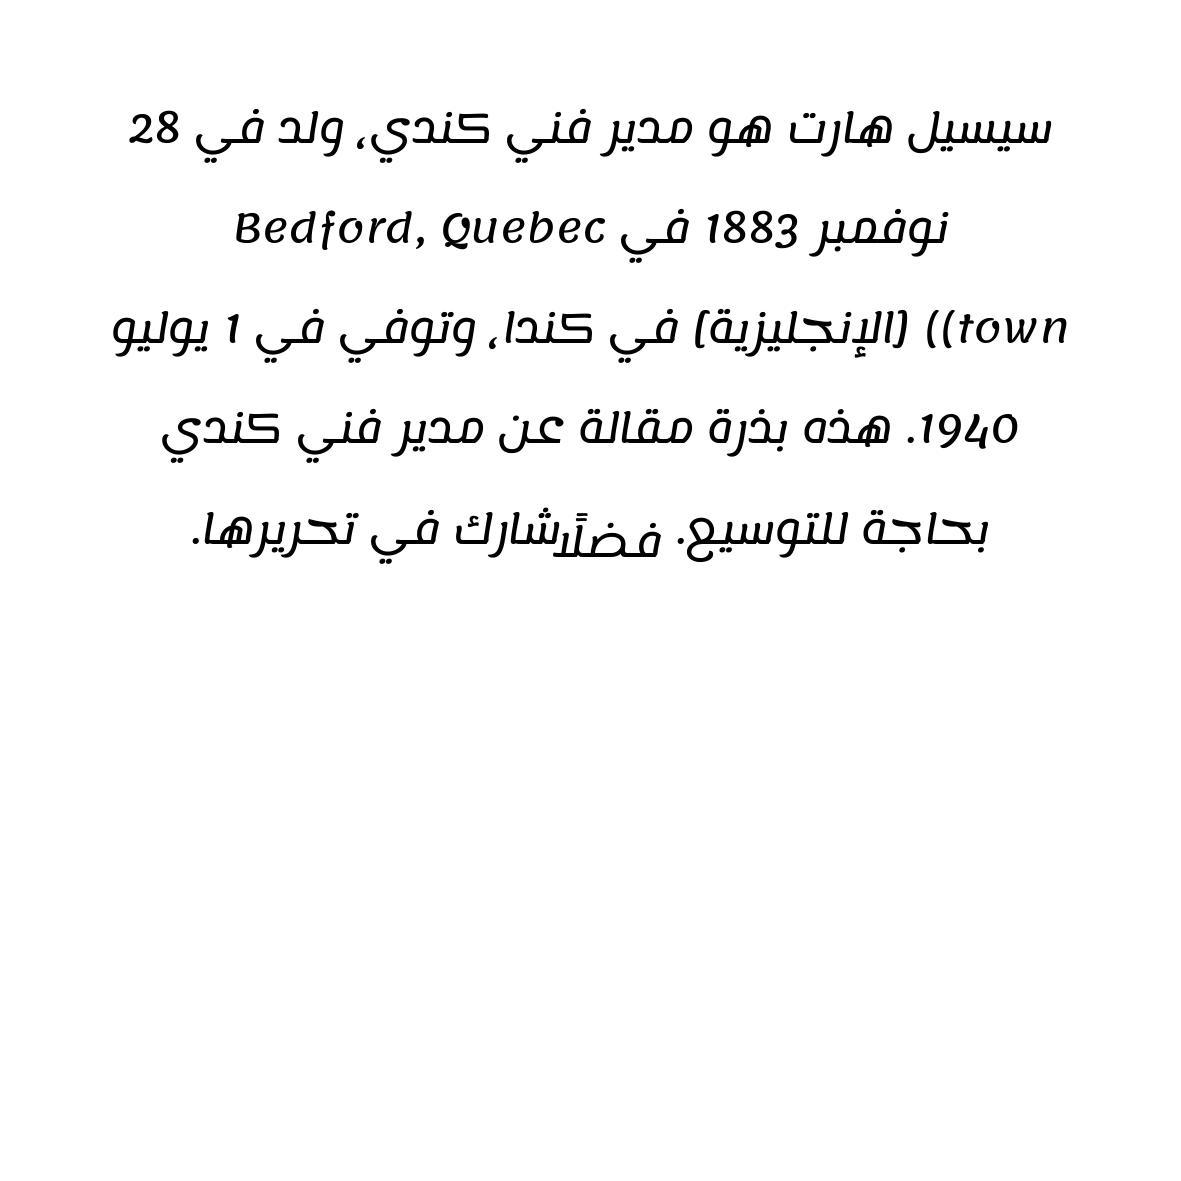 سيسيل هارت هو مدير فني كندي، ولد في 28
نوفمبر 1883 في Bedford, Quebec
town)) (الإنجليزية) في كندا، وتوفي في 1 يوليو
1940. هذه بذرة مقالة عن مدير فني كندي
بحاجة للتوسيع. فضلًا شارك في تحريرها.